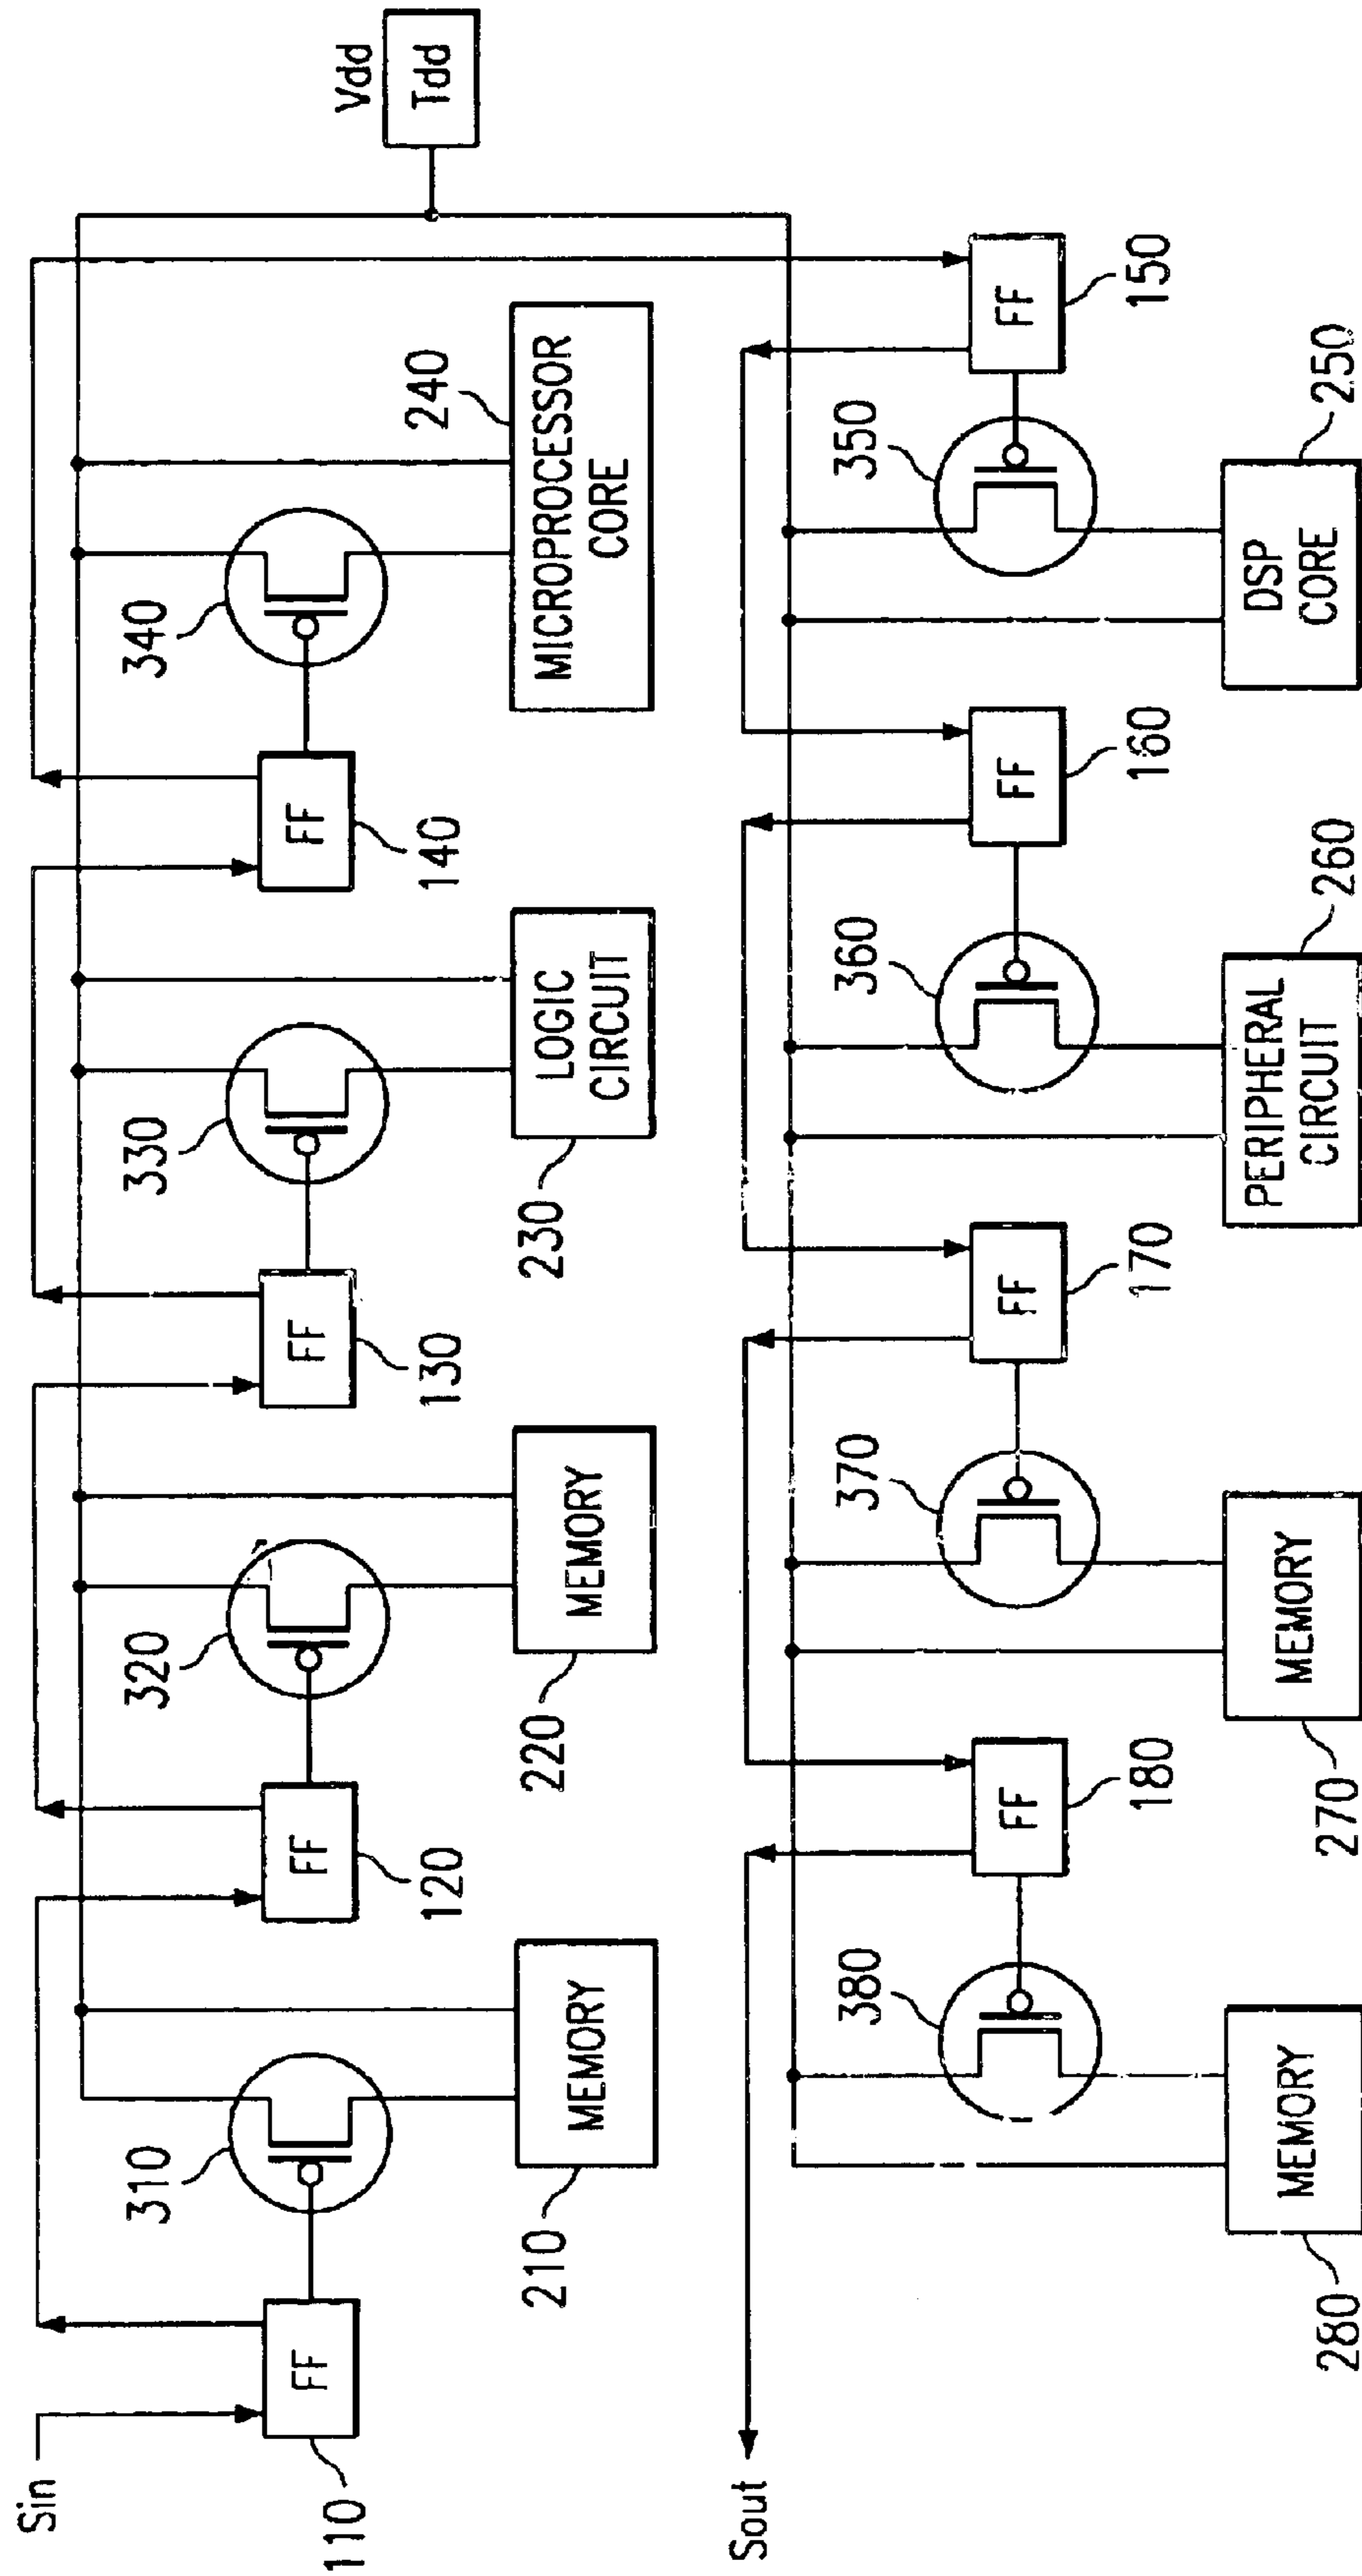 Sin
110
FF
310
MEMORY
210
FF
120
320
MEMORY
220
FF
130
330
LOGIC
CIRCUIT
230
FF
140
340
MICROPROCESSOR
CORE
240
Vdd
Tdd
Sout
380
FF
180
MEMORY
280
370
FF
170
MEMORY
270
360
FF
160
PERIPHERAL
CIRCUIT
260
350
FF
150
DSP
CORE
250